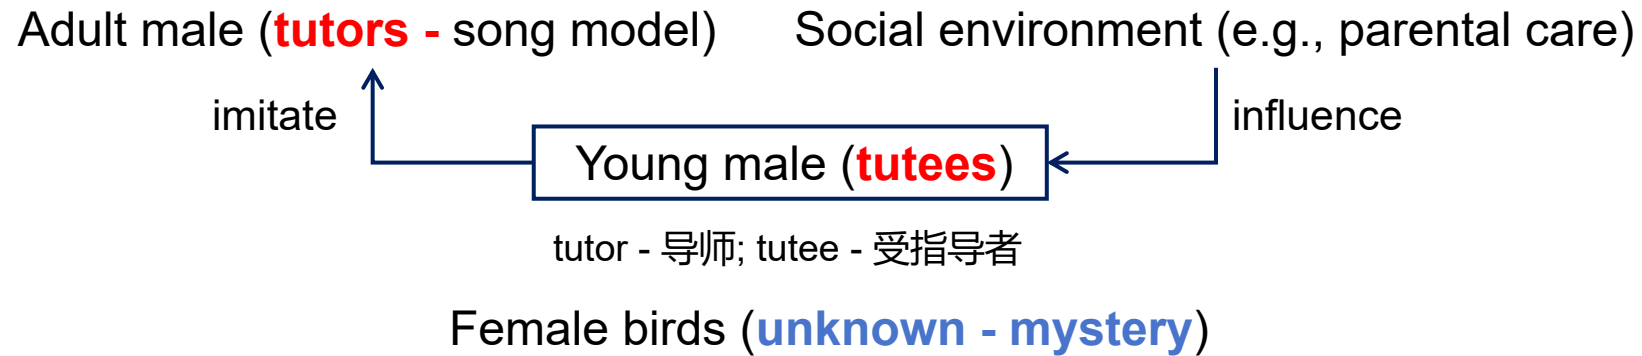 Adult male (tutors - song model)
Social environment (e.g., parental care)
imitate
influence
Young male (tutees)
tutor - 导师; tutee - 受指导者
Female birds (unknown - mystery)